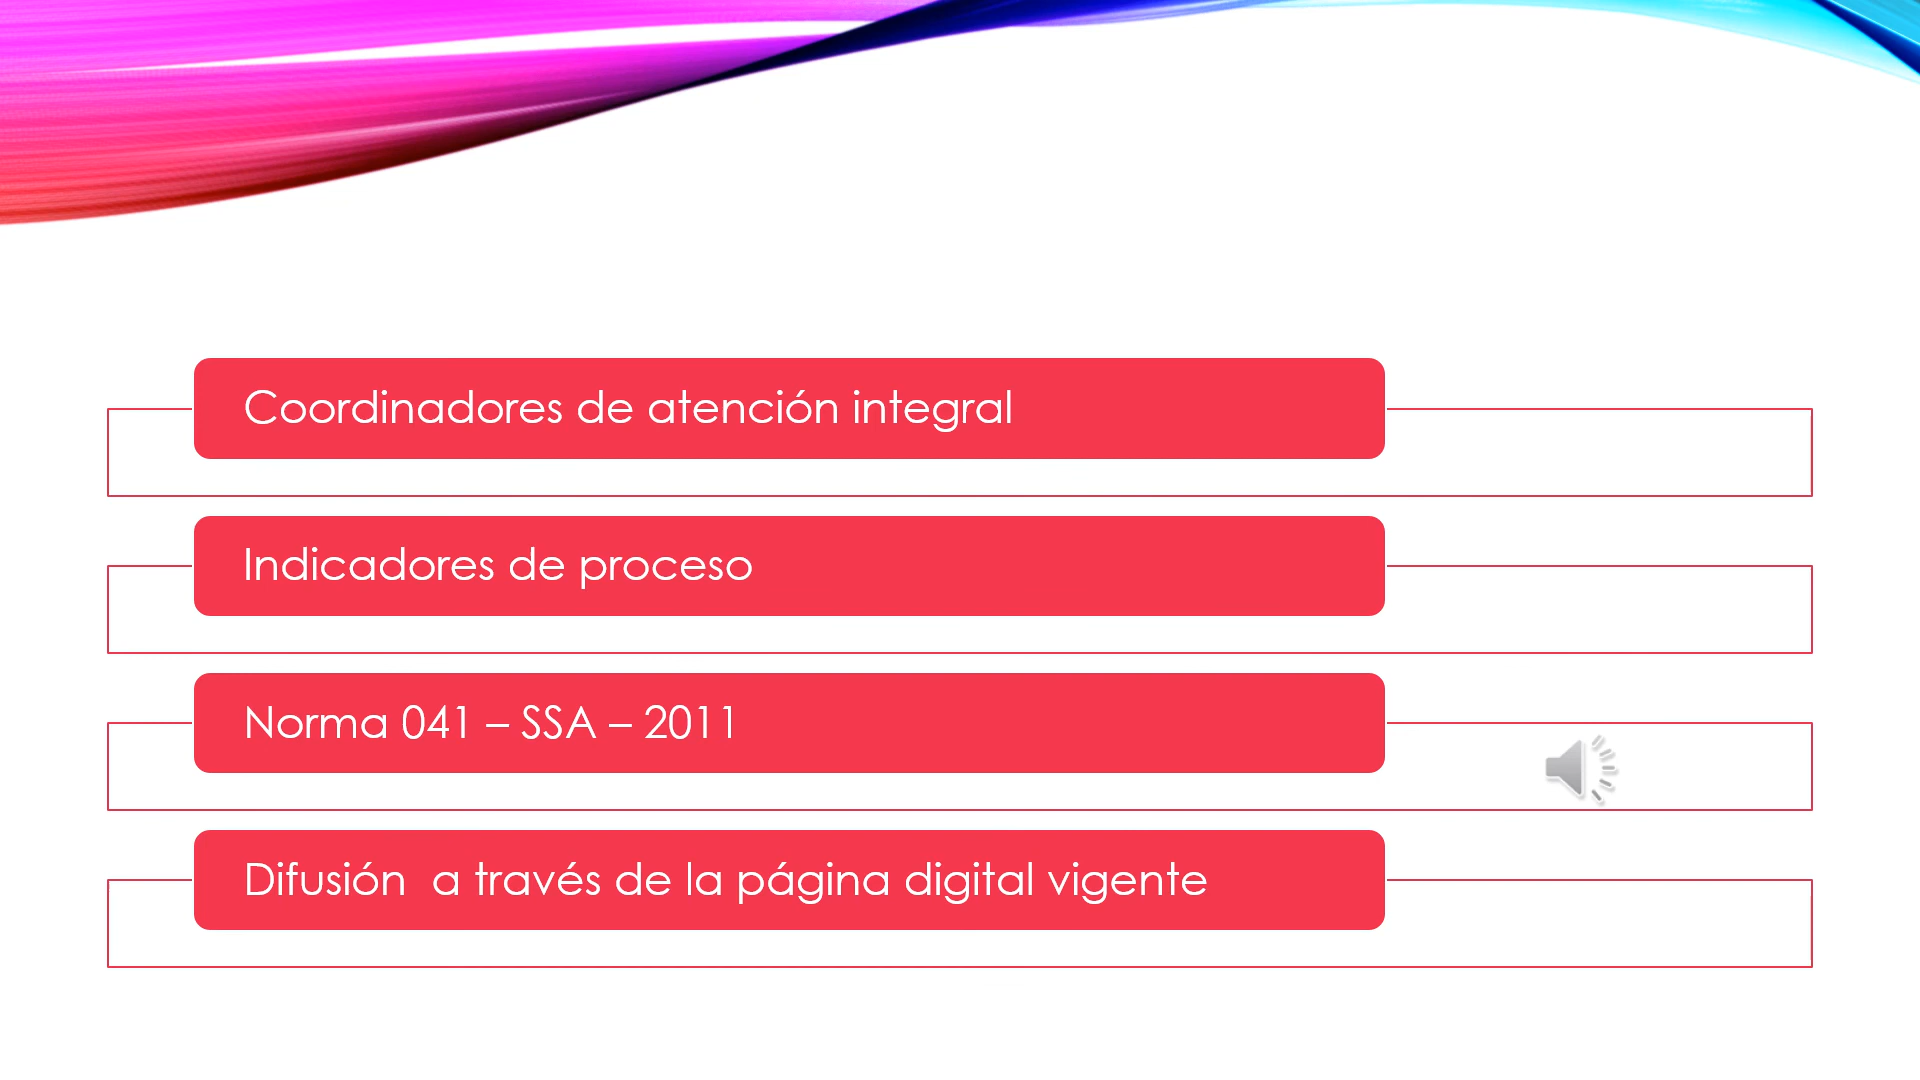 Coordinadores de atención integral
Indicadores de proceso
Norma 041 – SSA – 2011
Difusión  a través de la página digital vigente